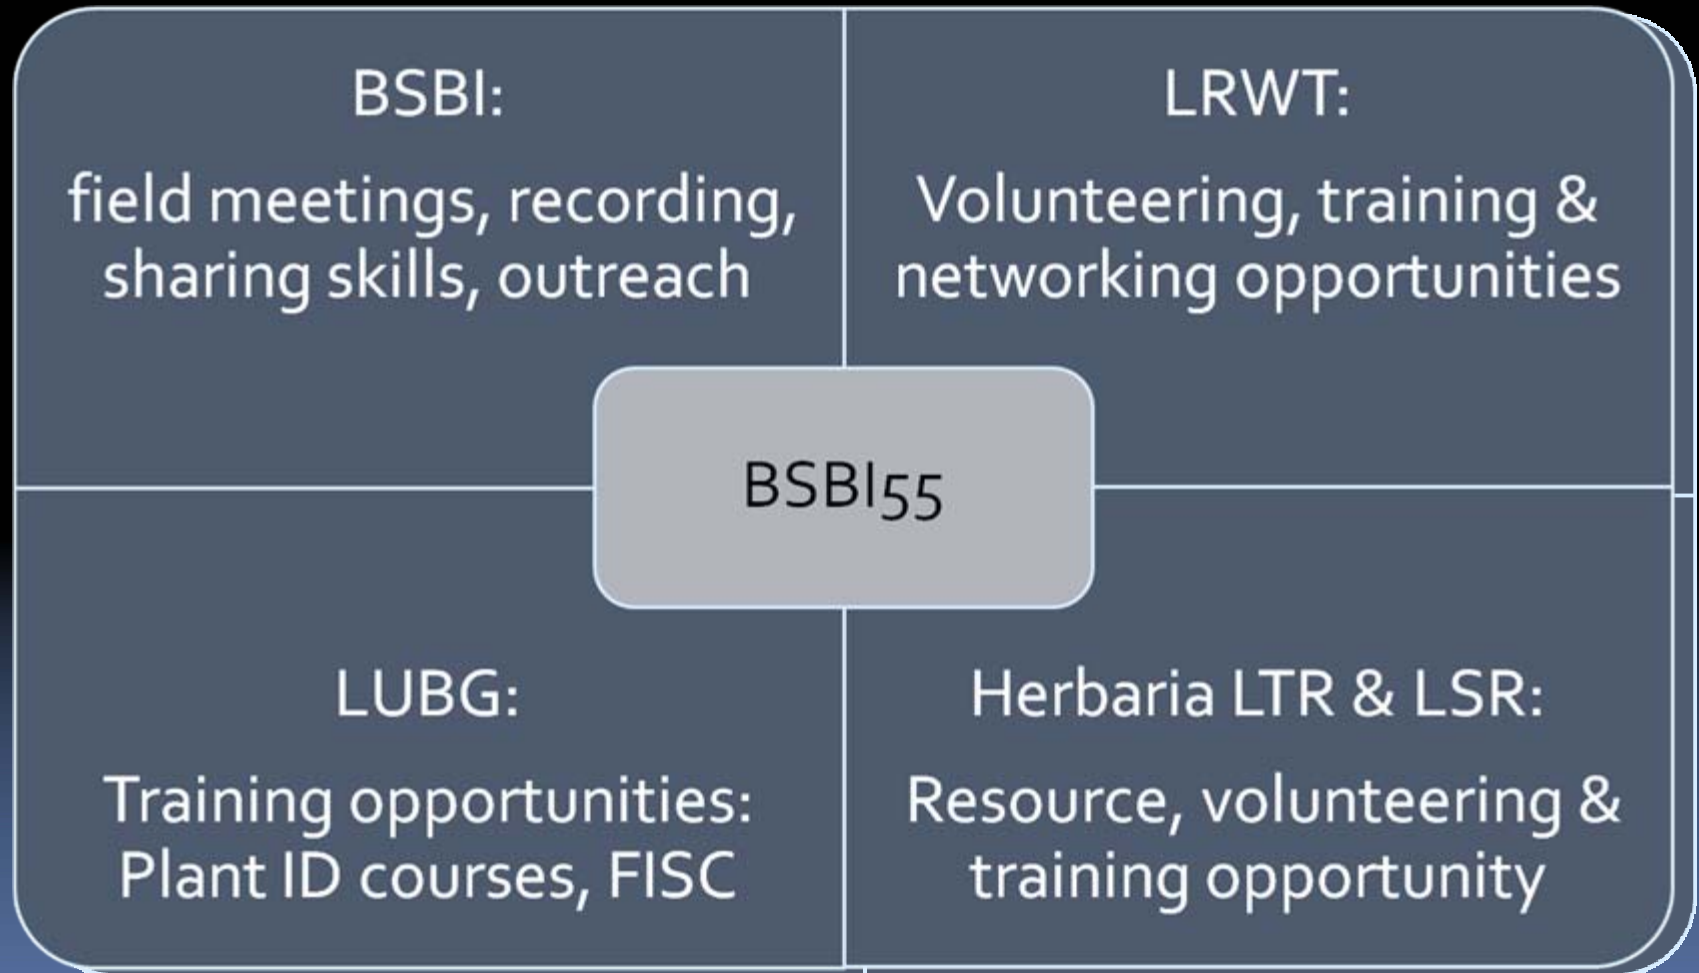 BSBI:
field meetings, recording,
sharing skills, outreach
LRWT:
Volunteering, training &
networking opportunities
BSBI55
LUBG:
Training opportunities:
Plant ID courses, FISC
Herbaria LTR & LSR:
Resource, volunteering &
training opportunity